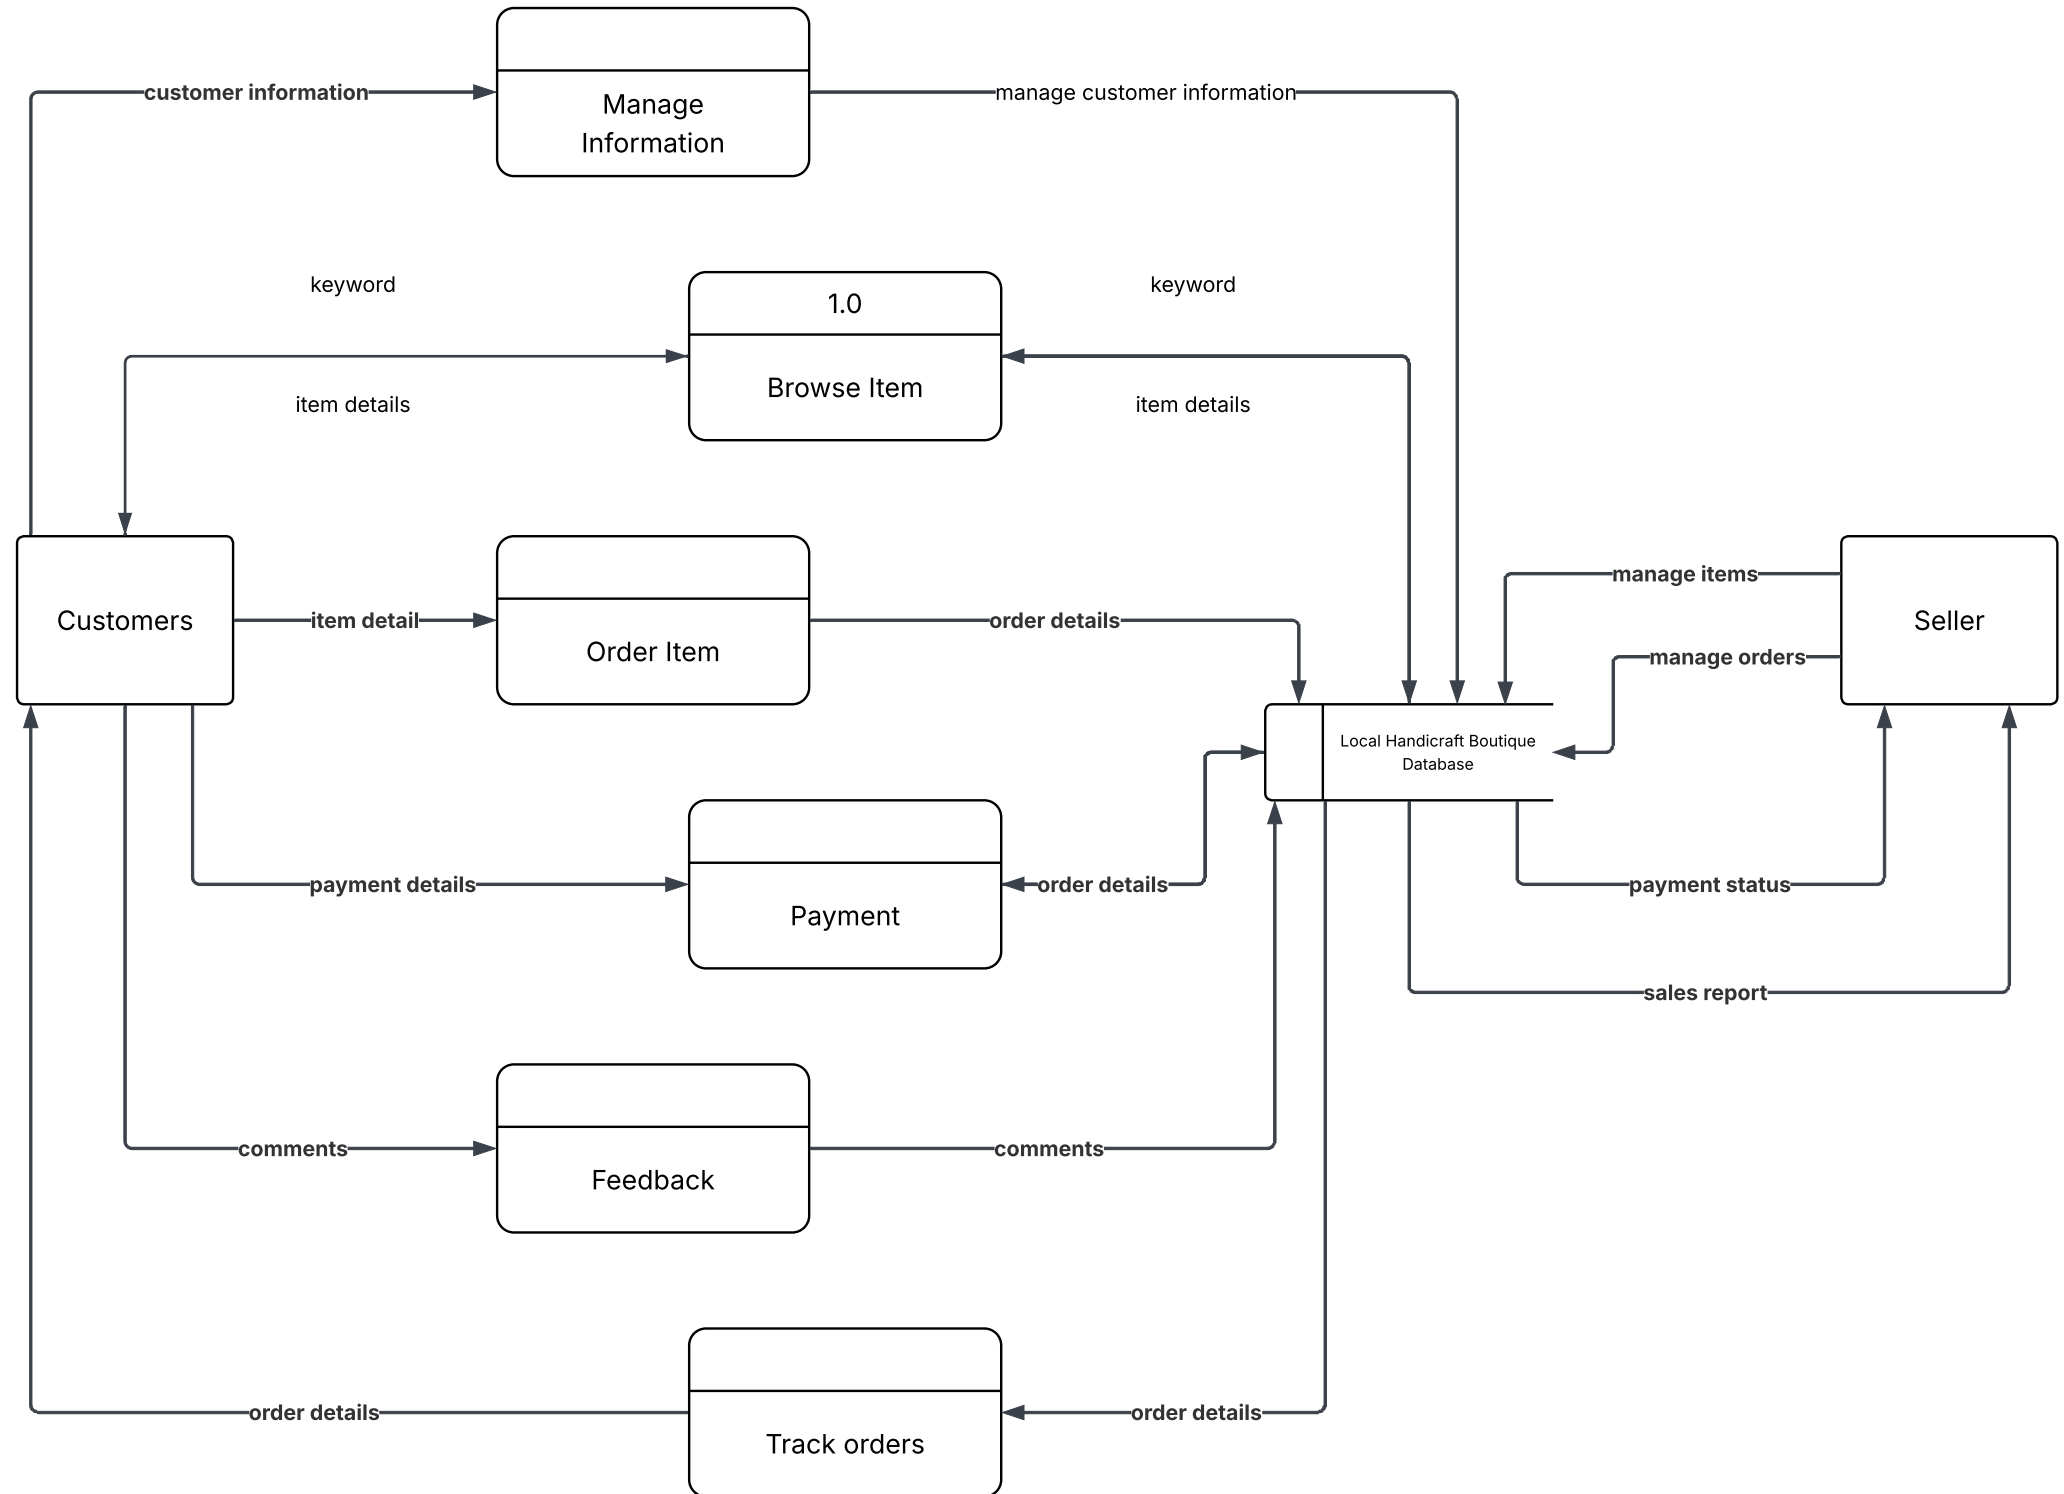 customer information
Manage
Information
manage customer information
keyword
1.0
keyword
Browse Item
item details
item details
Customers
item detail
Order Item
order details
manage items
Seller
manage orders
Local Handicraft Boutique
Database
payment details
Payment
order details
payment status
sales report
comments
Feedback
comments
order details
Track orders
order details